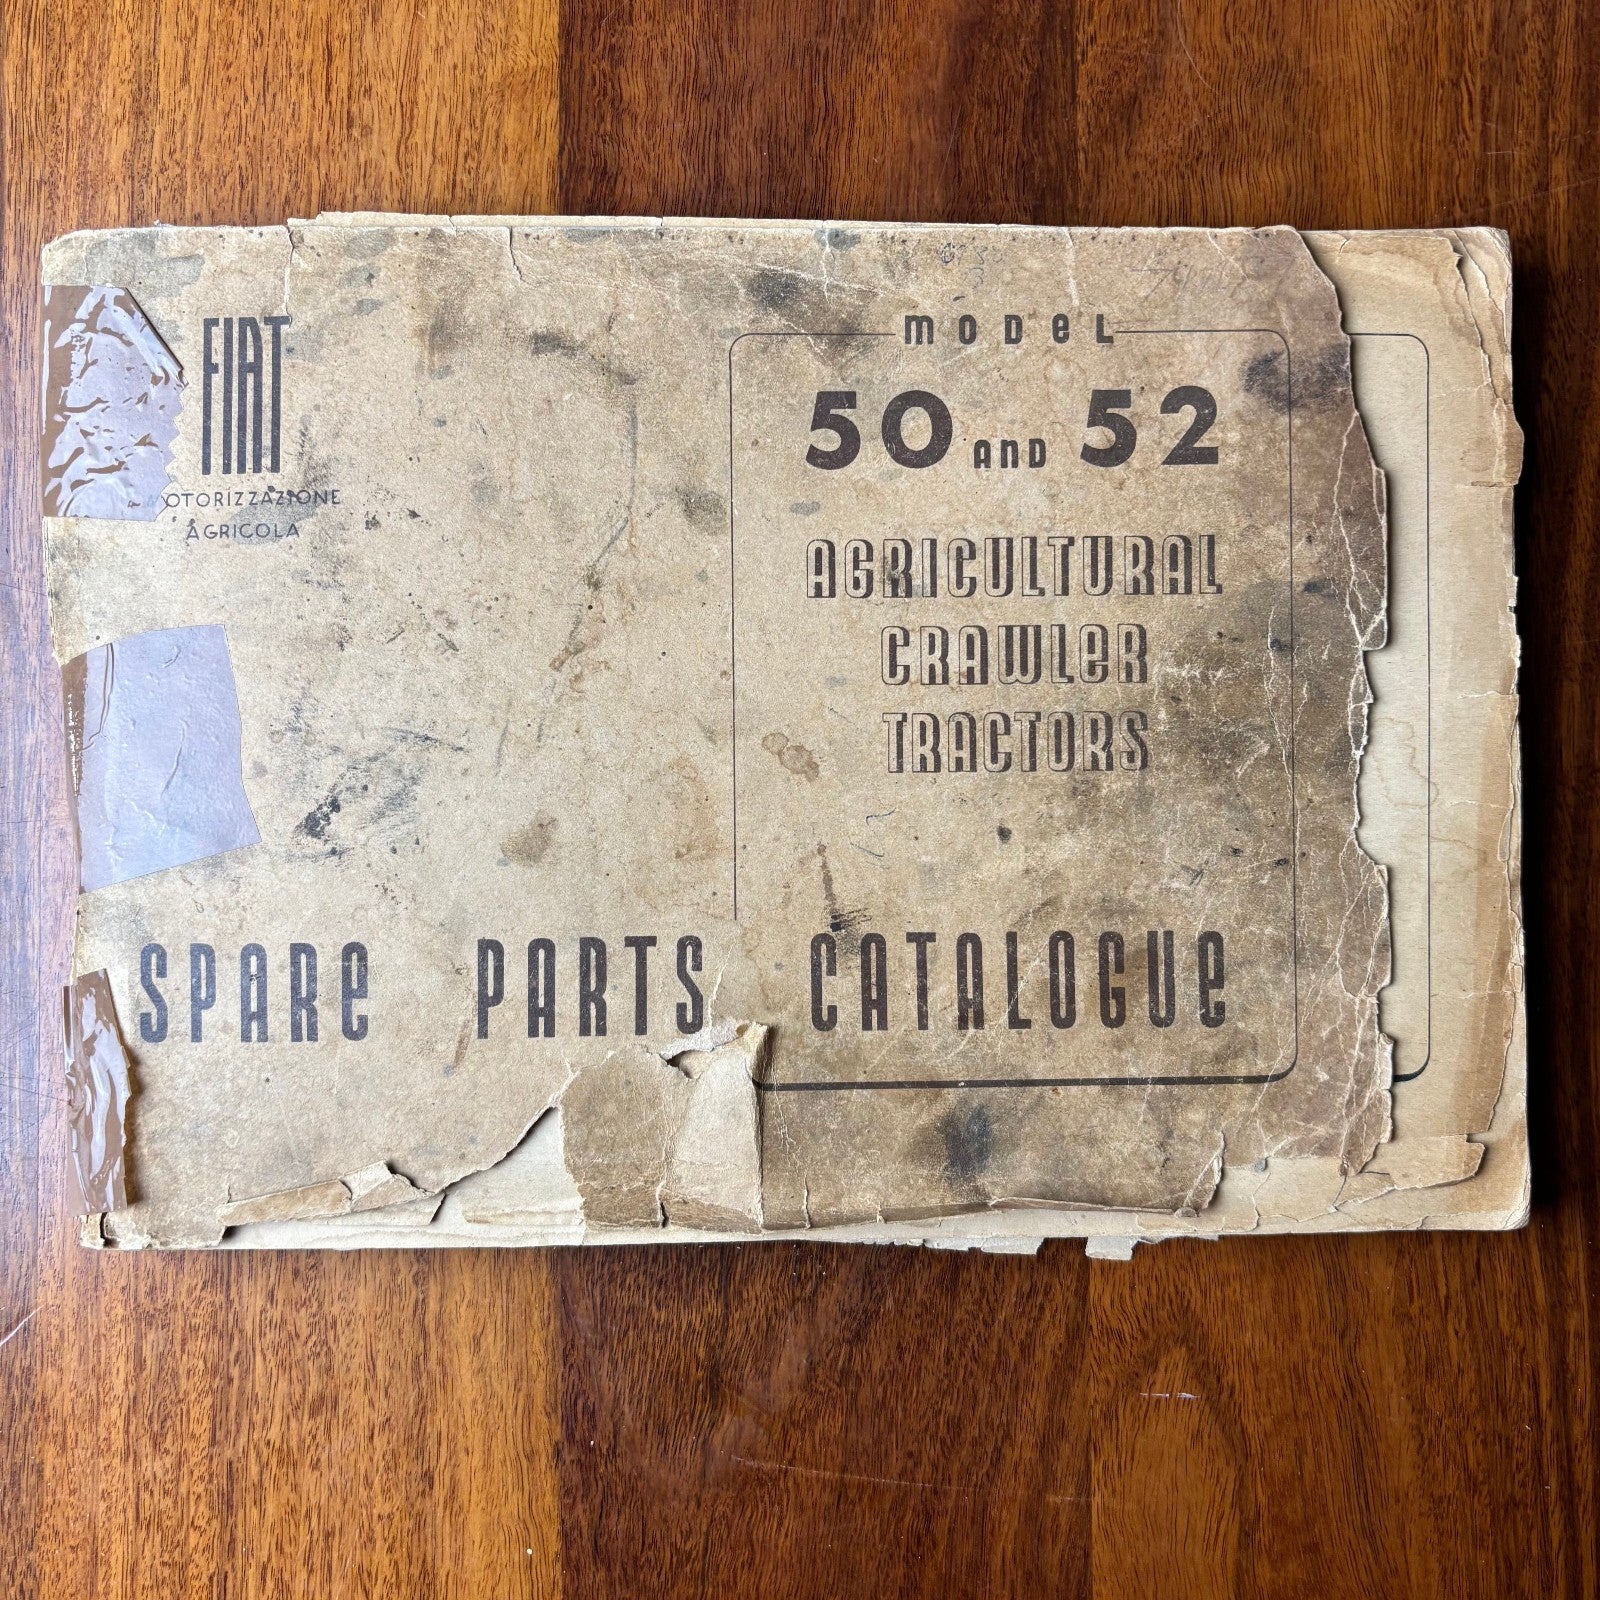 FIAT
MOTORIZZAZIONE
AGRICOLA
MODEL
50 AND 52
AGRICULTURAL
CRAWLER
TRACTORS
SPARE PARTS CATALOGUE